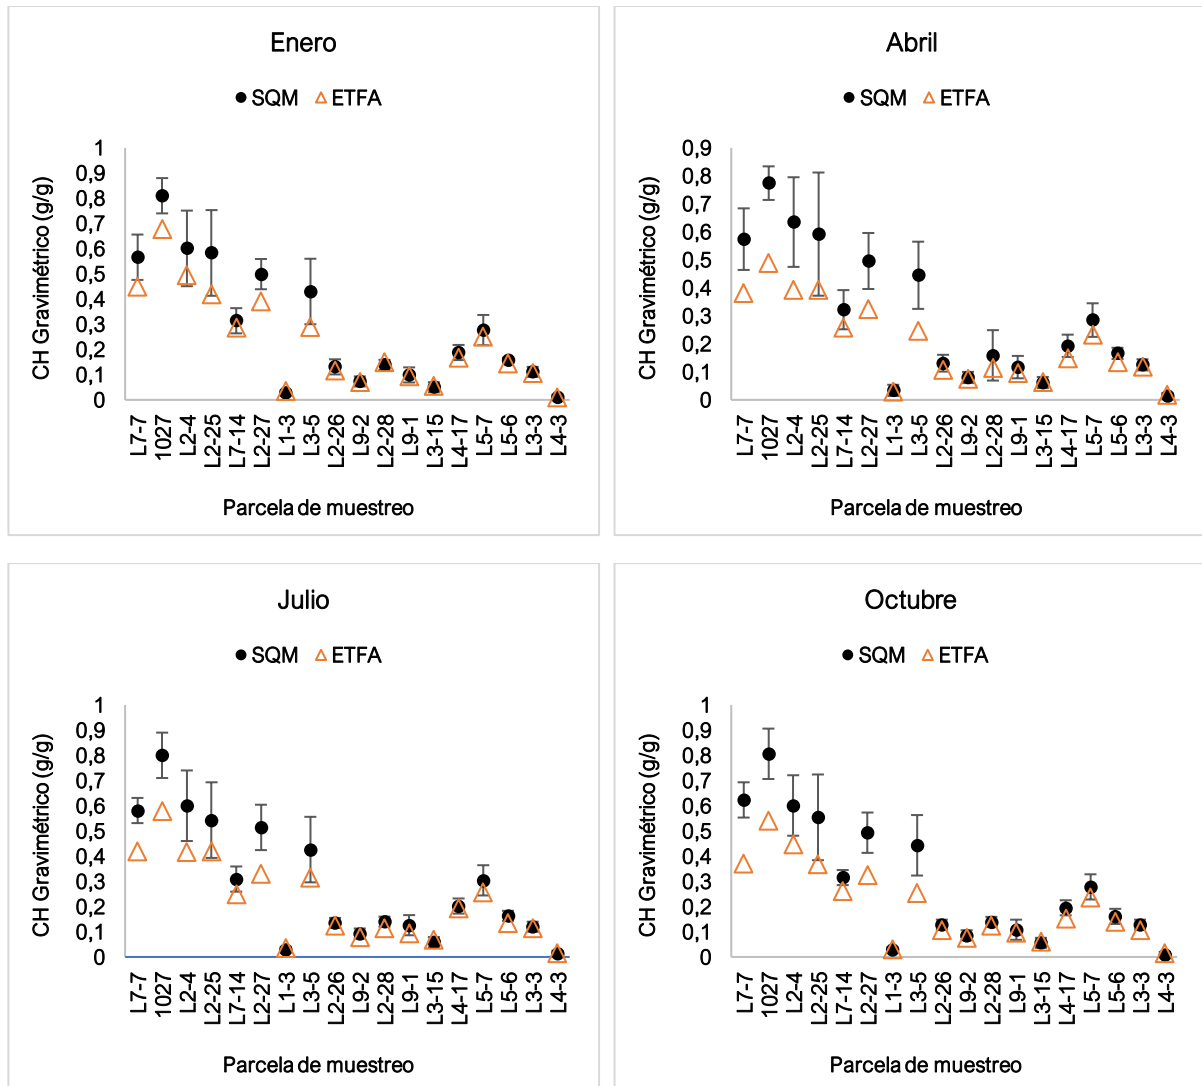 Enero
SQM ETFA
CH Gravimétrico (g/g)
1
0,9
0,8
0,7
0,6
0,5
0,4
0,3
0,2
0,1
0
L7-7 1027 L2-4 L2-25 L7-14 L2-27 L1-3 L3-5 L2-26 L9-2 L2-28 L9-1 L3-15 L4-17 L5-7 L5-6 L3-3 L4-3
Parcela de muestreo
Abril
SQM ETFA
CH Gravimétrico (g/g)
0,9
0,8
0,7
0,6
0,5
0,4
0,3
0,2
0,1
0
L7-7 1027 L2-4 L2-25 L7-14 L2-27 L1-3 L3-5 L2-26 L9-2 L2-28 L9-1 L3-15 L4-17 L5-7 L5-6 L3-3 L4-3
Parcela de muestreo
Julio
SQM ETFA
CH Gravimétrico (g/g)
1
0,9
0,8
0,7
0,6
0,5
0,4
0,3
0,2
0,1
0
L7-7 1027 L2-4 L2-25 L7-14 L2-27 L1-3 L3-5 L2-26 L9-2 L2-28 L9-1 L3-15 L4-17 L5-7 L5-6 L3-3 L4-3
Parcela de muestreo
Octubre
SQM ETFA
CH Gravimétrico (g/g)
1
0,9
0,8
0,7
0,6
0,5
0,4
0,3
0,2
0,1
0
L7-7 1027 L2-4 L2-25 L7-14 L2-27 L1-3 L3-5 L2-26 L9-2 L2-28 L9-1 L3-15 L4-17 L5-7 L5-6 L3-3 L4-3
Parcela de muestreo